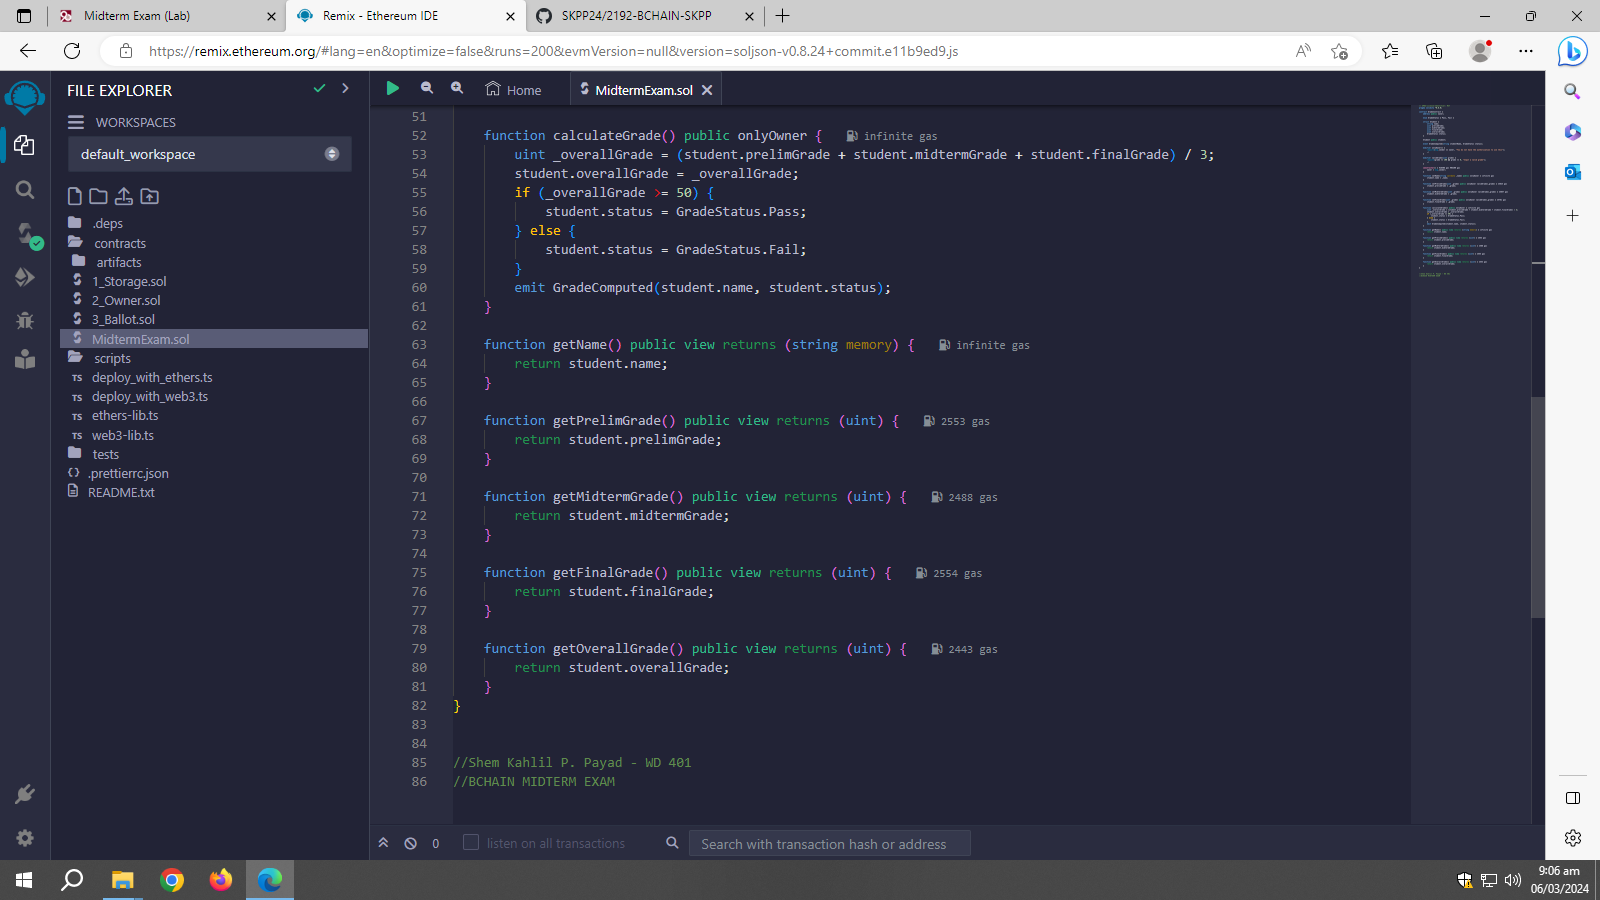 Midterm Exam (Lab)
Remix - Ethereum IDE
SKPP24/2192-BCHAIN-SKPP
https://remix.ethereum.org/#lang=en&optimize=false&runs=200&evmVersion=null&version=soljson-v0.8.24+commit.e11b9ed9.js
FILE EXPLORER
WORKSPACES
default_workspace
.deps
contracts
artifacts
1_Storage.sol
2_Owner.sol
3_Ballot.sol
MidtermExam.sol
scripts
TS deploy_with_ethers.ts
TS deploy_with_web3.ts
TS ethers-lib.ts
TS web3-lib.ts
tests
{} .prettierrc.json
README.txt
Home
MidtermExam.sol
51
52 function calculateGrade() public onlyOwner { infinite gas
53 uint _overallGrade = (student.prelimGrade + student.midtermGrade + student.finalGrade) / 3;
54 student.overallGrade = _overallGrade;
55 if (_overallGrade >= 50) {
56 student.status = GradeStatus.Pass;
57 } else {
58 student.status = GradeStatus.Fail;
59 }
60 emit GradeComputed(student.name, student.status);
61 }
62
63 function getName() public view returns (string memory) { infinite gas
64 return student.name;
65 }
66
67 function getPrelimGrade() public view returns (uint) { 2553 gas
68 return student.prelimGrade;
69 }
70
71 function getMidtermGrade() public view returns (uint) { 2488 gas
72 return student.midtermGrade;
73 }
74
75 function getFinalGrade() public view returns (uint) { 2554 gas
76 return student.finalGrade;
77 }
78
79 function getOverallGrade() public view returns (uint) { 2443 gas
80 return student.overallGrade;
81 }
82 }
83
84
85 //Shem Kahlil P. Payad - WD 401
86 //BCHAIN MIDTERM EXAM
0
listen on all transactions
Search with transaction hash or address
9:06 am
06/03/2024